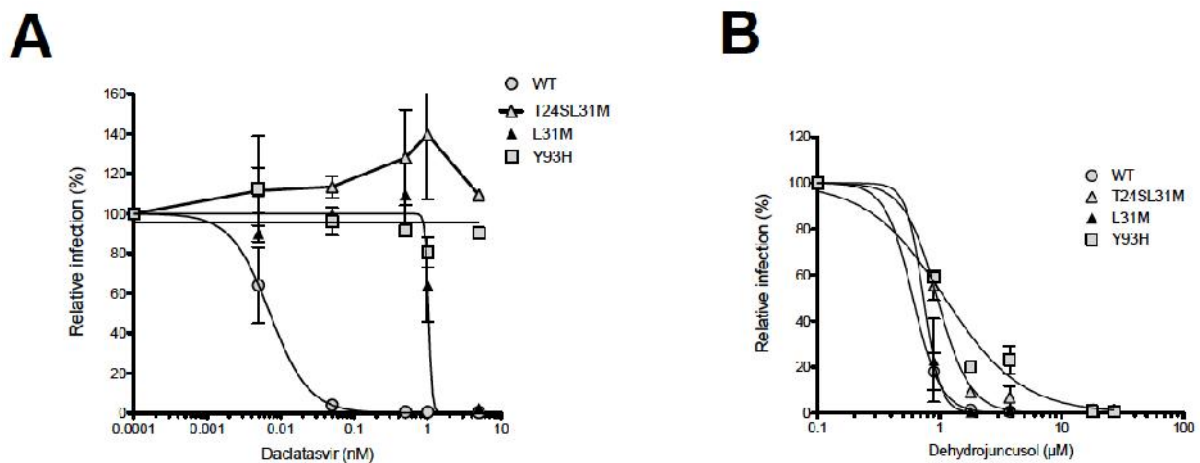 A
WT
T24SL31M
L31M
Y93H
160
140
120
100
80
60
40
20
0
Relative infection (%)
0.0001 0.001 0.01 0.1 1 10
Daclatasvir (nM)
B
WT
T24SL31M
L31M
Y93H
120
100
80
60
40
20
0
Relative infection (%)
0.1 1 10 100
Dehydrojuncusol (µM)